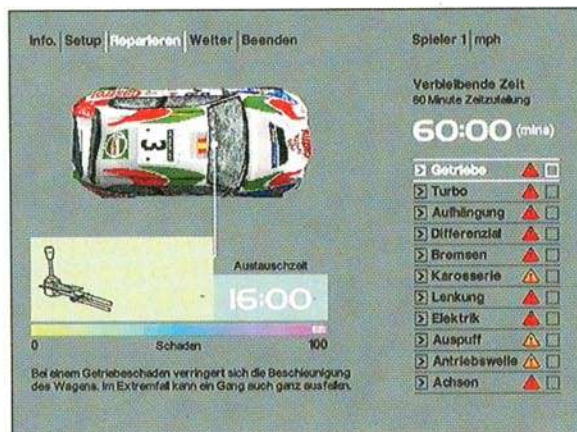 Info. | Setup | Reparieren | Weiter | Beenden
Spieler 1 | mph
Verbleibende Zeit
60 Minute Zeitzuteilung
60:00 (mins)
Getriebe
Turbo
Aufhängung
Differenzial
Bremsen
Karosserie
Lenkung
Elektrik
Auspuff
Antriebswelle
Achsen
3
Austauschzeit
16:00
0 Schaden 100
Bei einem Getriebeschaden verringert sich die Beschleunigung
des Wagens. Im Extremfall kann ein Gang auch ganz ausfallen.